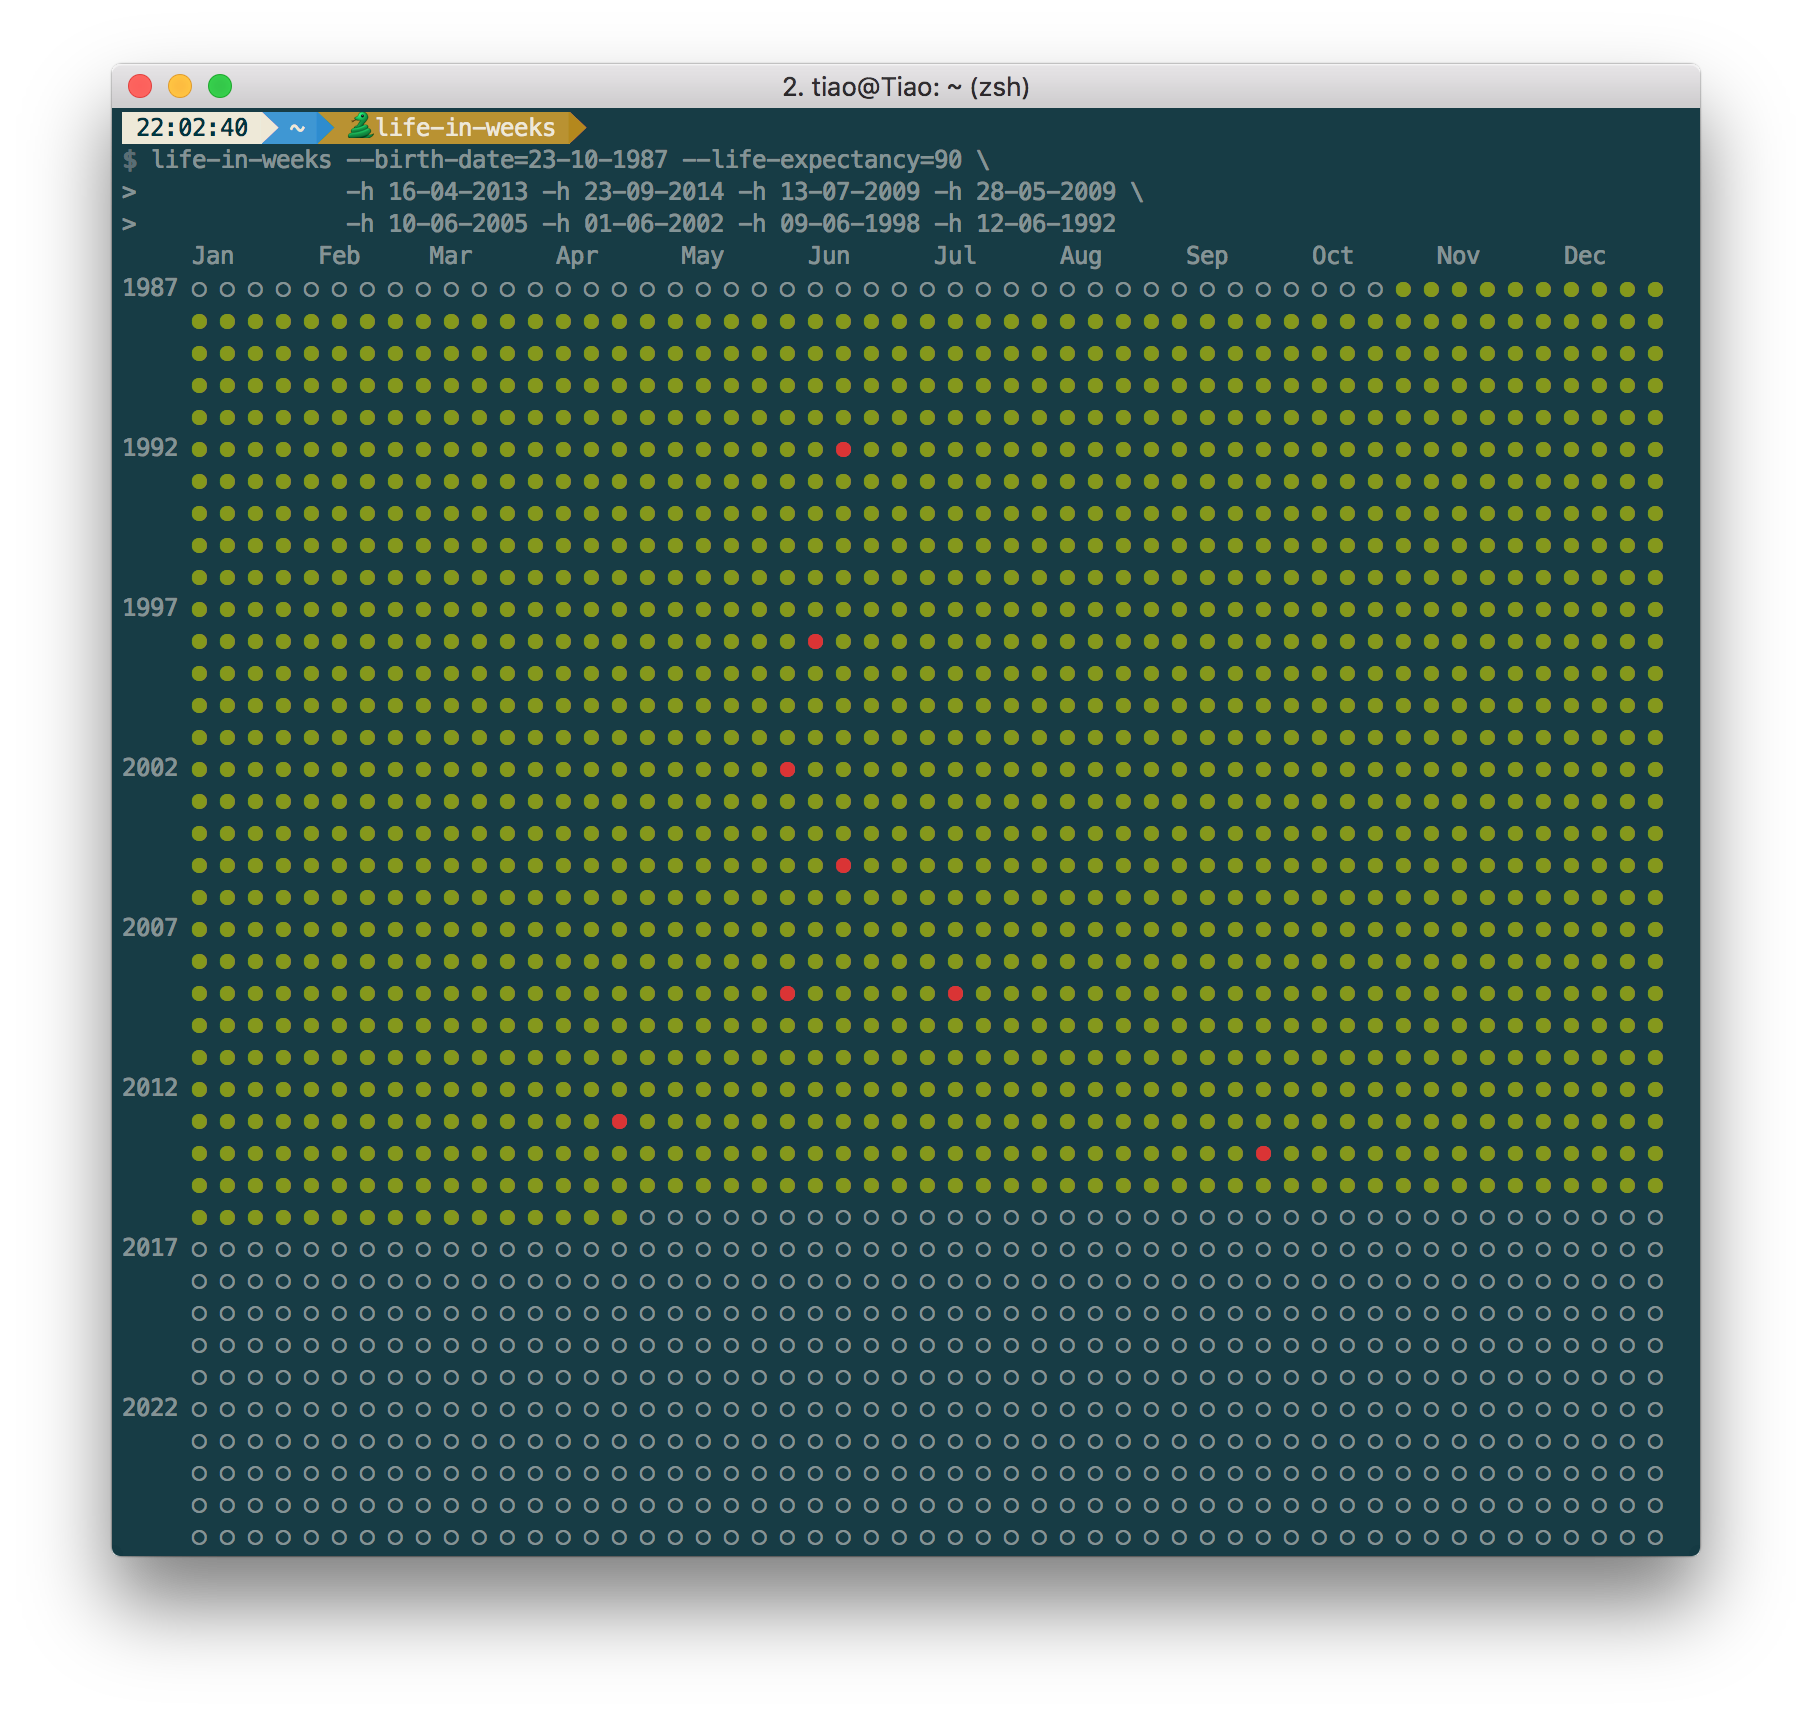 2. tiao@Tiao: ~ (zsh)
22:02:40 ~ life-in-weeks
$ life-in-weeks --birth-date=23-10-1987 --life-expectancy=90 \
> -h 16-04-2013 -h 23-09-2014 -h 13-07-2009 -h 28-05-2009 \
> -h 10-06-2005 -h 01-06-2002 -h 09-06-1998 -h 12-06-1992
Jan Feb Mar Apr May Jun Jul Aug Sep Oct Nov Dec
1987
1992
1997
2002
2007
2012
2017
2022